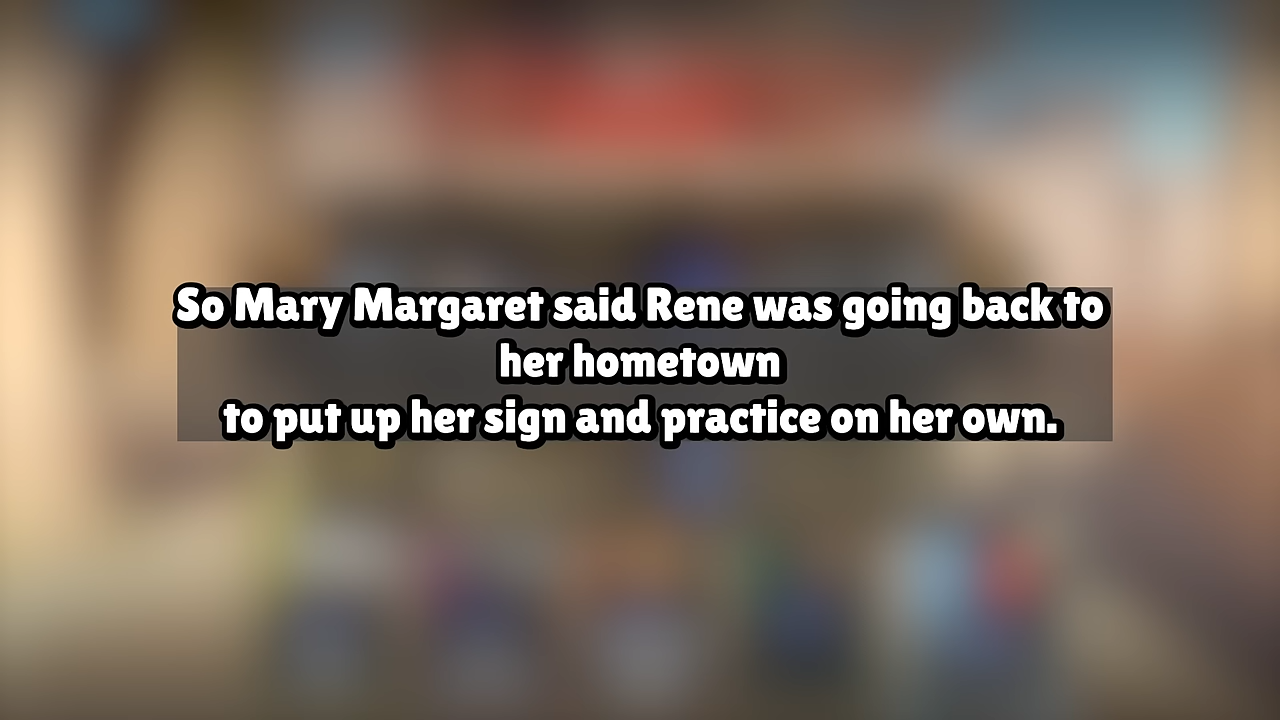 So Mary Margaret said Rene was going back to
her hometown
to put up her sign and practice on her own.